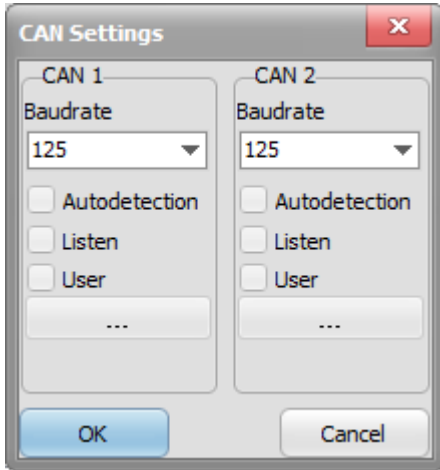 CAN Settings
CAN 1
Baudrate
125
Autodetection
Listen
User
...
CAN 2
Baudrate
125
Autodetection
Listen
User
...
OK
Cancel